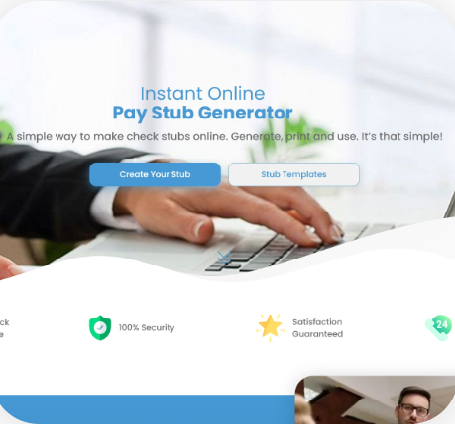 Instant Online
Pay Stub Generator
A simple way to make check stubs online. Generate, print and use. It's that simple!
Create Your Stub
Stub Templates
ck
100% Security
Satisfaction
Guaranteed
24